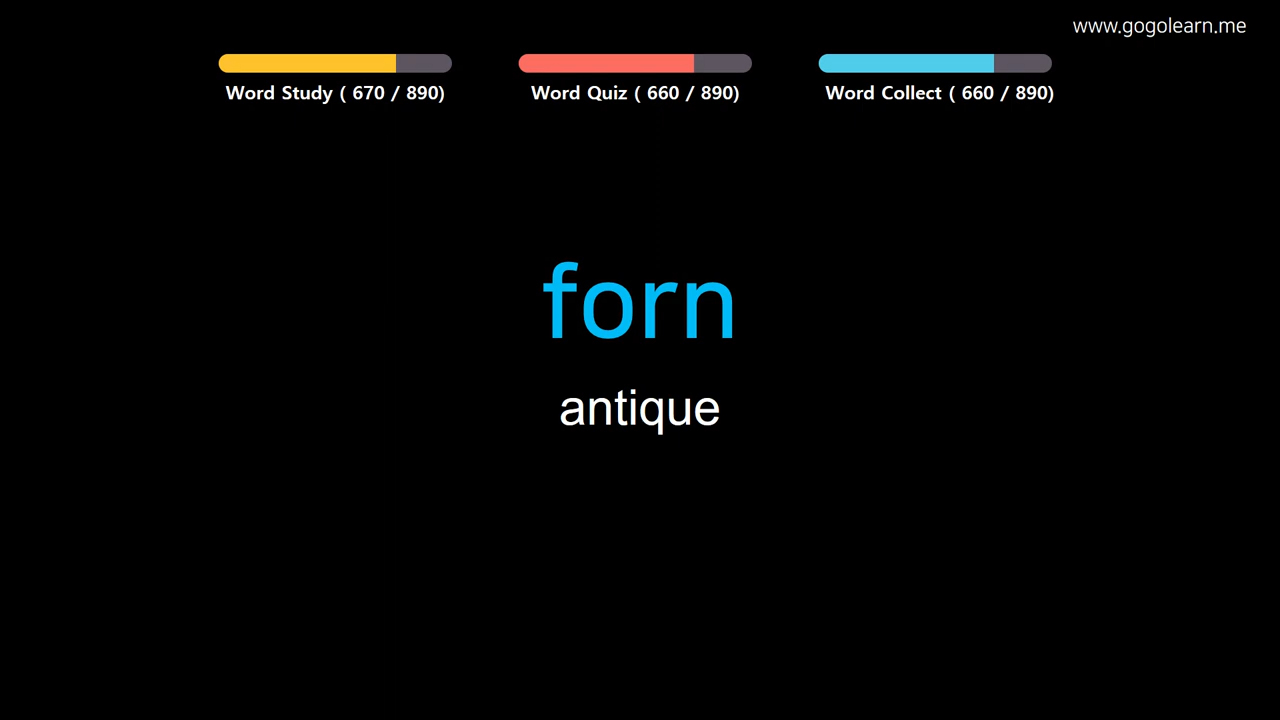 www.gogolearn.me
Word Study ( 670 / 890)
Word Quiz ( 660 / 890)
Word Collect ( 660 / 890)
forn
antique